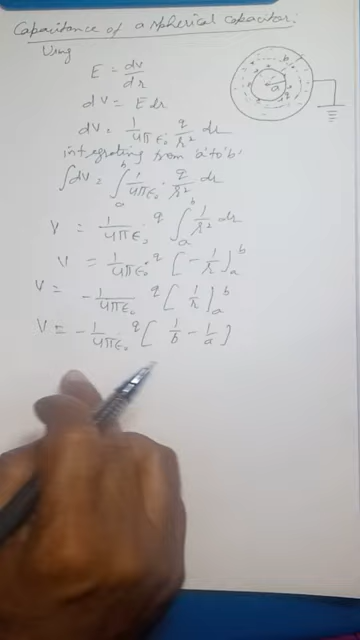 Capacitance of a spherical capacitor.
Using
E = dv/dr
dV = E dr
dV = 1/4πε₀ q/r² dr
integrating from 'a' to 'b'
∫dV = ∫ₐᵇ 1/4πε₀ · q/r² dr
V = 1/4πε₀ q ∫ₐᵇ 1/r² dr
V = 1/4πε₀ q [-1/r]ₐᵇ
V = -1/4πε₀ q [1/r]ₐᵇ
V = -1/4πε₀ q [1/b - 1/a]
b
a